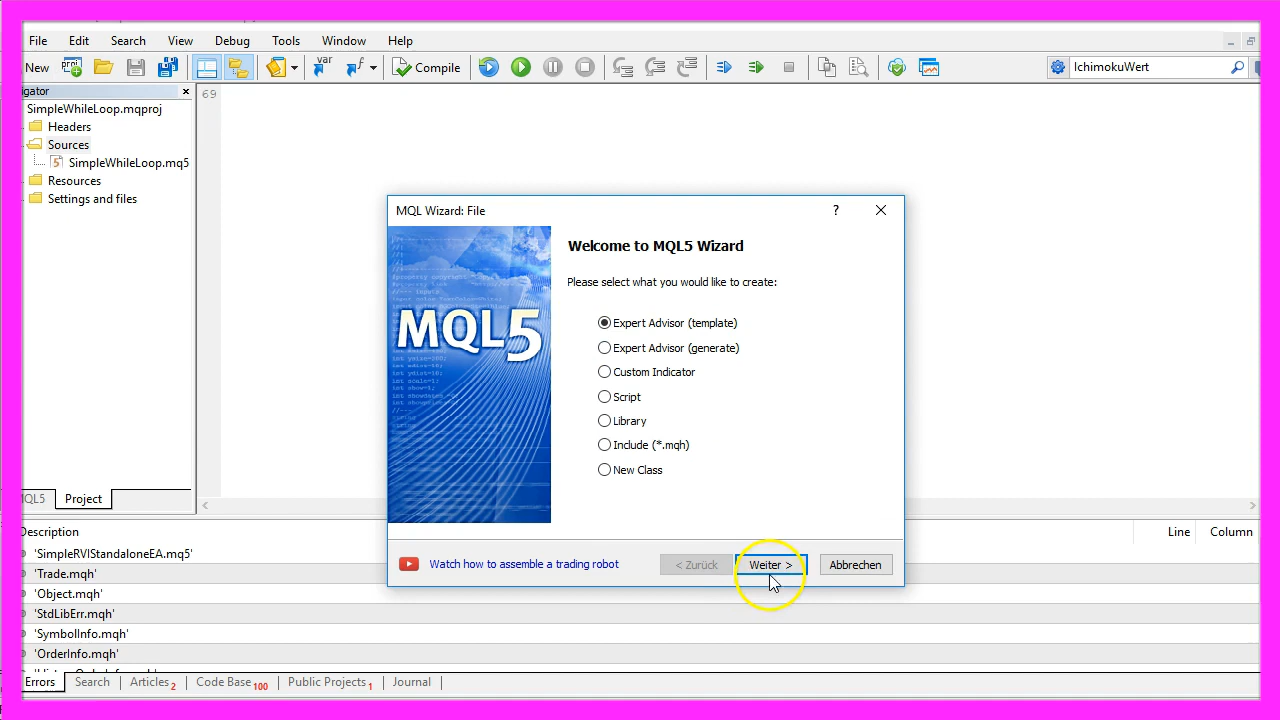 File Edit Search View Debug Tools Window Help
New Compile IchimokuWert
igator
SimpleWhileLoop.mqproj
Headers
Sources
SimpleWhileLoop.mq5
Resources
Settings and files
69
MQL Wizard: File
MQL5
Welcome to MQL5 Wizard
Please select what you would like to create:
Expert Advisor (template)
Expert Advisor (generate)
Custom Indicator
Script
Library
Include (*.mqh)
New Class
Watch how to assemble a trading robot
< Zurück Weiter > Abbrechen
MQL5 Project
Description Line Column
'SimpleRVIStandaloneEA.mq5'
'Trade.mqh'
'Object.mqh'
'StdLibErr.mqh'
'SymbolInfo.mqh'
'OrderInfo.mqh'
Errors Search Articles 2 Code Base 100 Public Projects 1 Journal